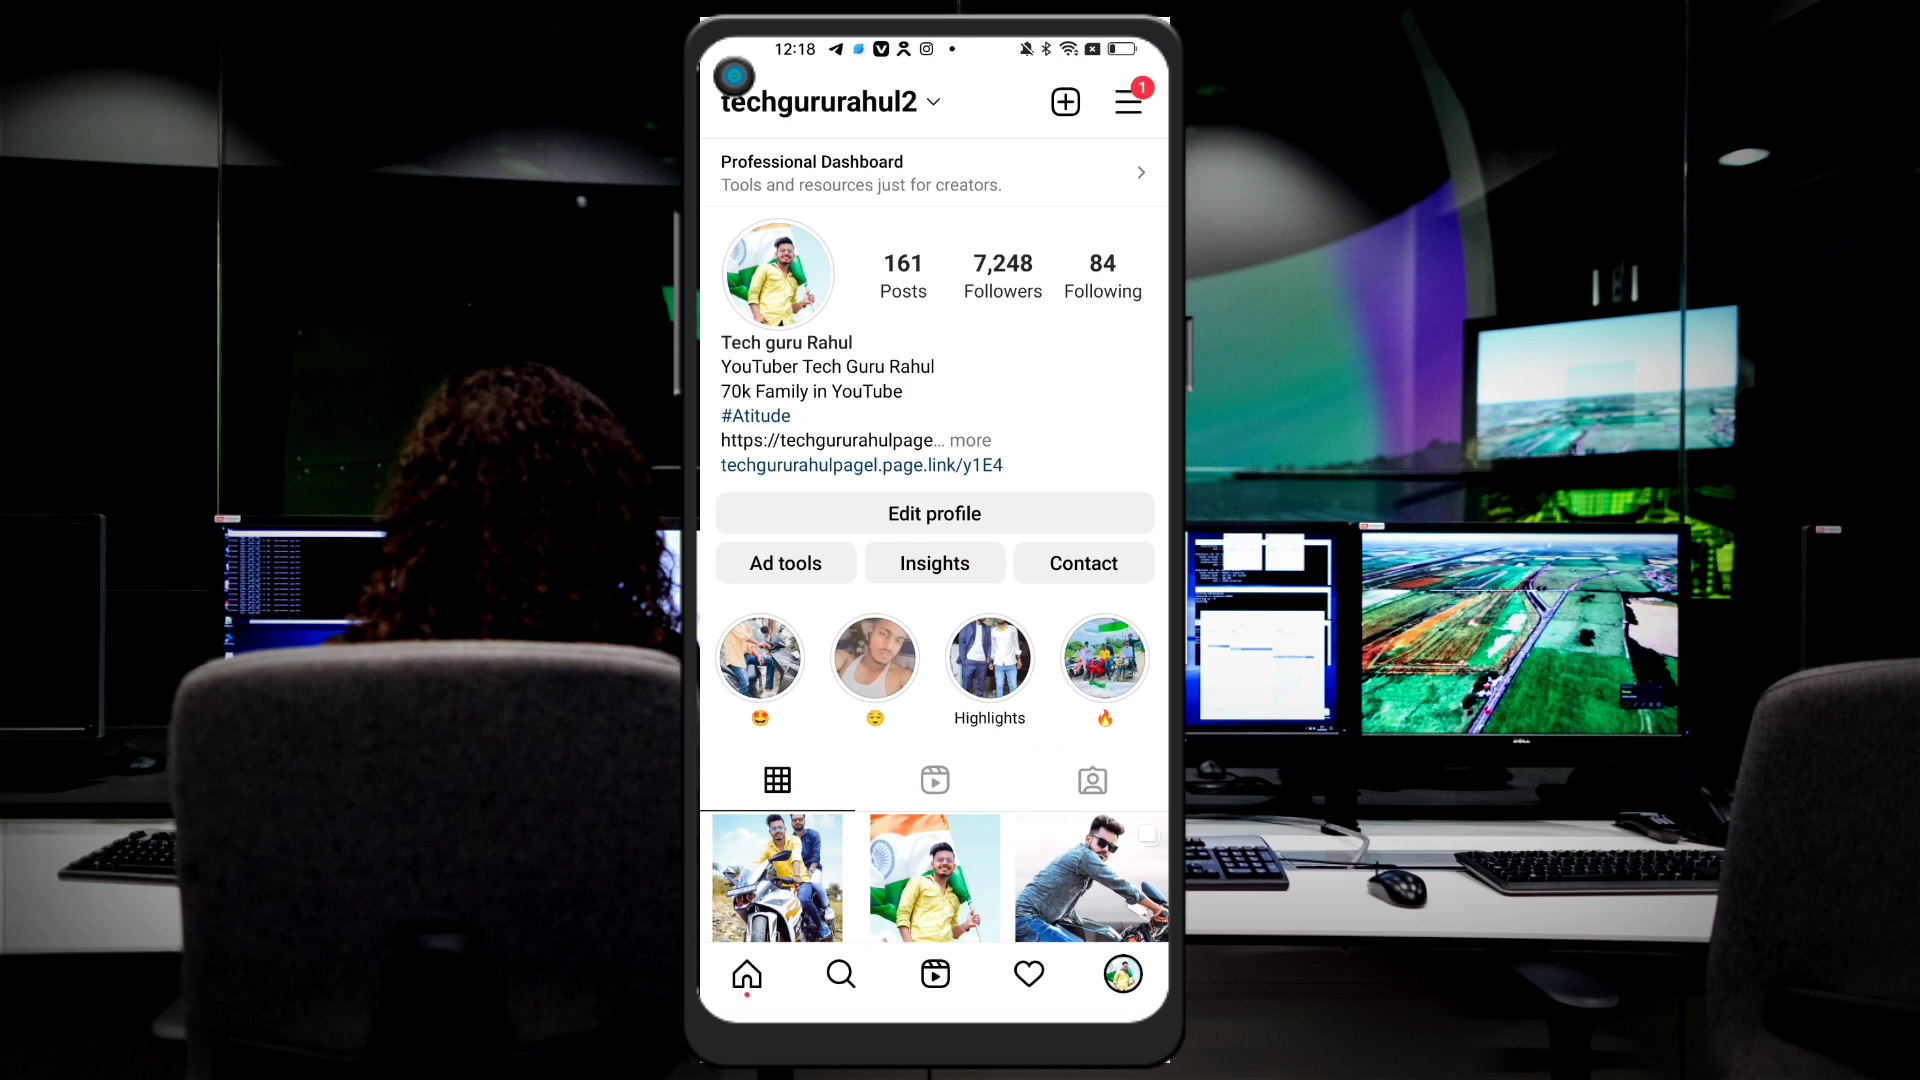 12:18
techgururahul2
1
Professional Dashboard
Tools and resources just for creators.
161 7,248 84
Posts Followers Following
Tech guru Rahul
YouTuber Tech Guru Rahul
70k Family in YouTube
#Atitude
https://techgururahulpage... more
techgururahulpagel.page.link/y1E4
Edit profile
Ad tools Insights Contact
🤩 😌 Highlights 🔥
DELL